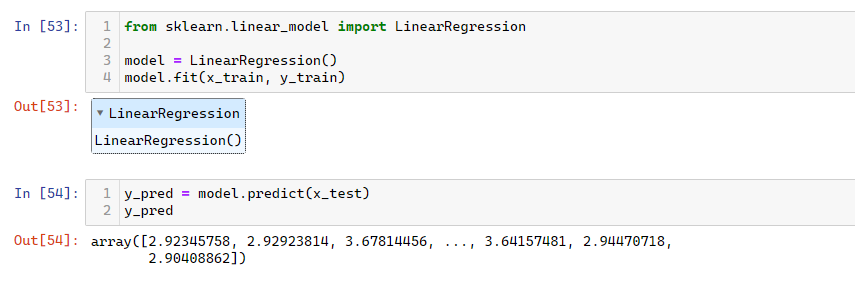 In [53]:
1 from sklearn.linear_model import LinearRegression
2
3 model = LinearRegression()
4 model.fit(x_train, y_train)
Out[53]:
▾ LinearRegression
LinearRegression()
In [54]:
1 y_pred = model.predict(x_test)
2 y_pred
Out[54]: array([2.92345758, 2.92923814, 3.67814456, ..., 3.64157481, 2.94470718,
2.90408862])